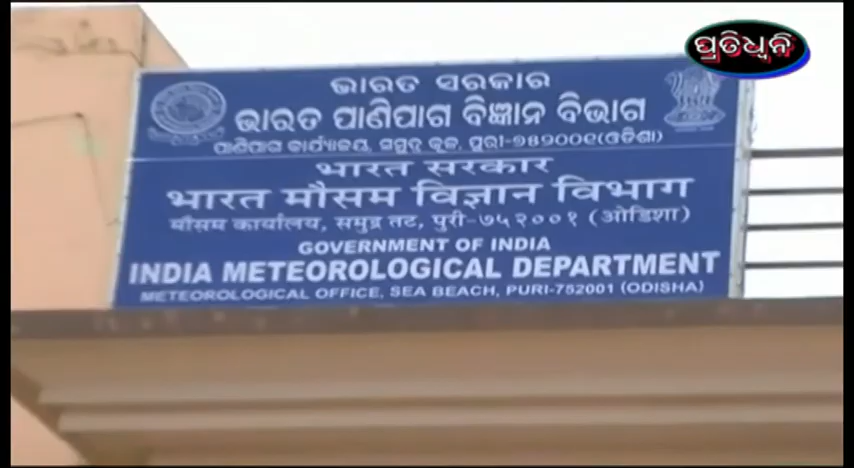 ପ୍ରତିଧ୍ୱନି
ଭାରତ ସରକାର
ଭାରତ ପାଣିପାଗ ବିଜ୍ଞାନ ବିଭାଗ
ପାଣିପାଗ କାର୍ଯ୍ୟାଳୟ, ସମୁଦ୍ର କୂଳ, ପୁରୀ-୭୫୨୦୦୧(ଓଡିଶା)
भारत सरकार
भारत मौसम विज्ञान विभाग
मौसम कार्यालय, समुद्र तट, पुरी-७५२००१ (ओडिशा)
GOVERNMENT OF INDIA
INDIA METEOROLOGICAL DEPARTMENT
METEOROLOGICAL OFFICE, SEA BEACH, PURI-752001 (ODISHA)